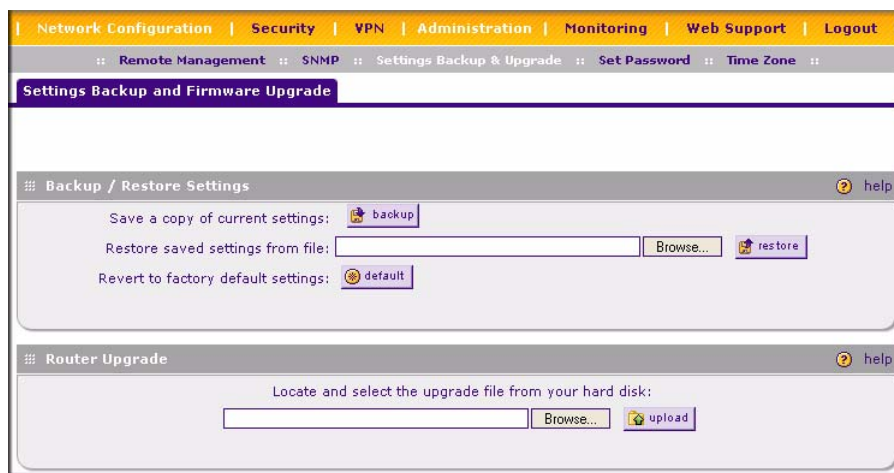 | Network Configuration | Security | VPN | Administration | Monitoring | Web Support | Logout
:: Remote Management :: SNMP :: Settings Backup & Upgrade :: Set Password :: Time Zone ::
Settings Backup and Firmware Upgrade
Backup / Restore Settings ? help
Save a copy of current settings: backup
Restore saved settings from file: Browse... restore
Revert to factory default settings: default
Router Upgrade ? help
Locate and select the upgrade file from your hard disk:
Browse... upload